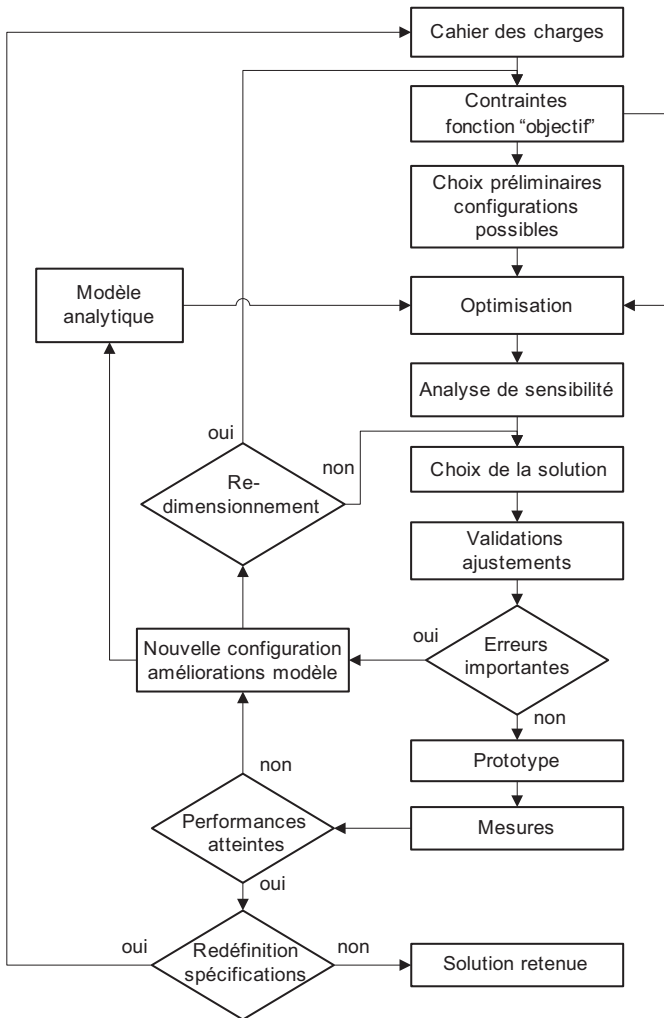 Cahier des charges
Contraintes
fonction “objectif”
Choix préliminaires
configurations
possibles
Modèle
analytique
Optimisation
Analyse de sensibilité
oui
non
Re-
dimensionnement
Choix de la solution
Validations
ajustements
oui
Erreurs
importantes
Nouvelle configuration
améliorations modèle
non
Prototype
non
Performances
atteintes
Mesures
oui
oui
Redéfinition
spécifications
non
Solution retenue